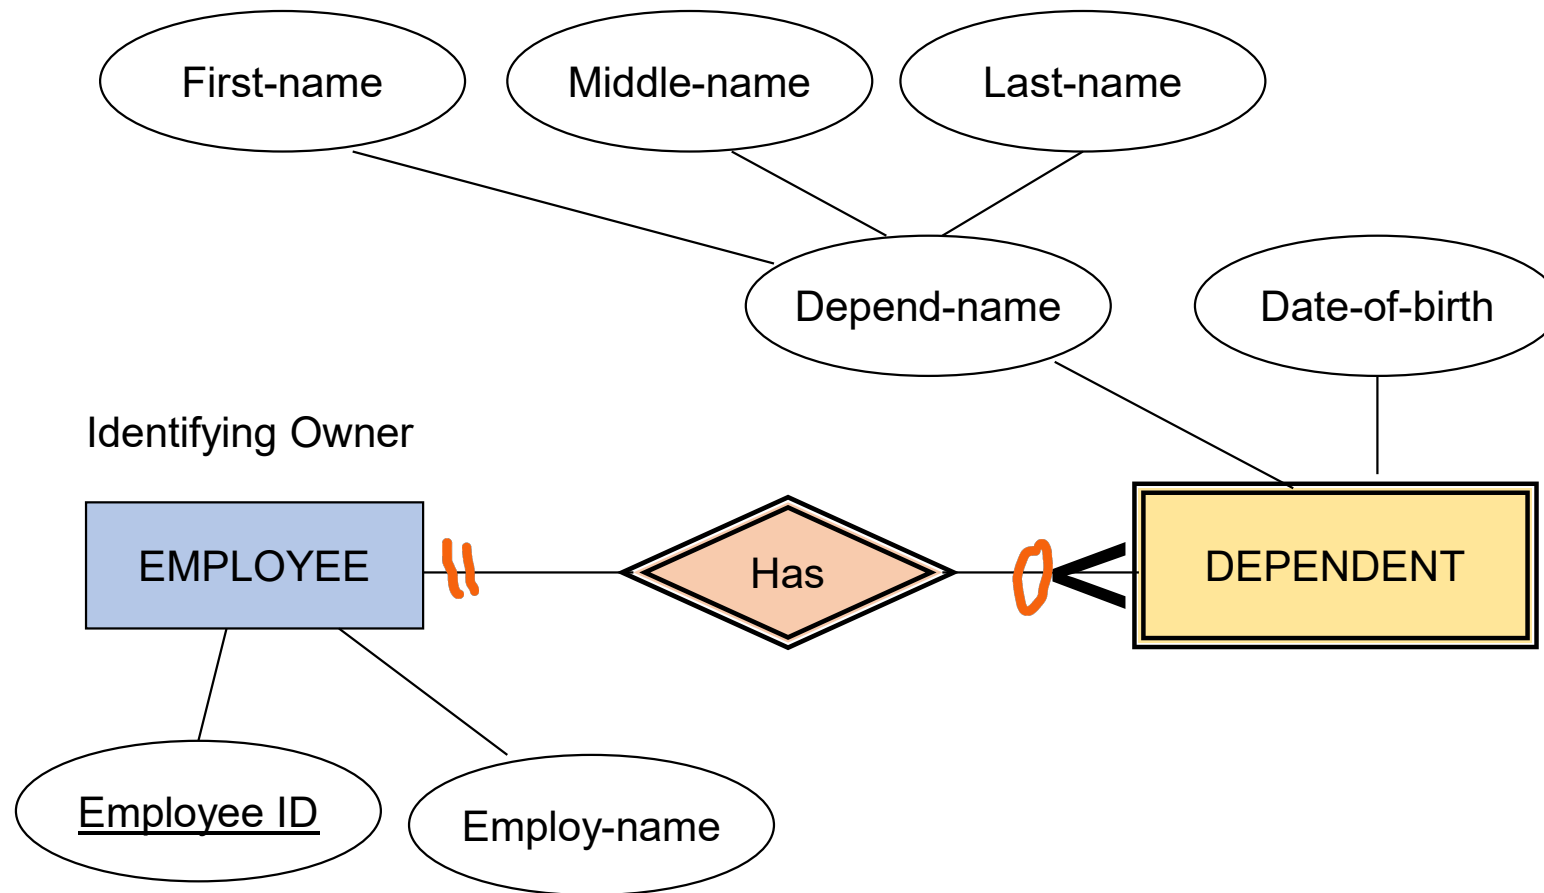 First-name
Middle-name
Last-name
Depend-name
Date-of-birth
Identifying Owner
EMPLOYEE
Has
DEPENDENT
Employee ID
Employ-name